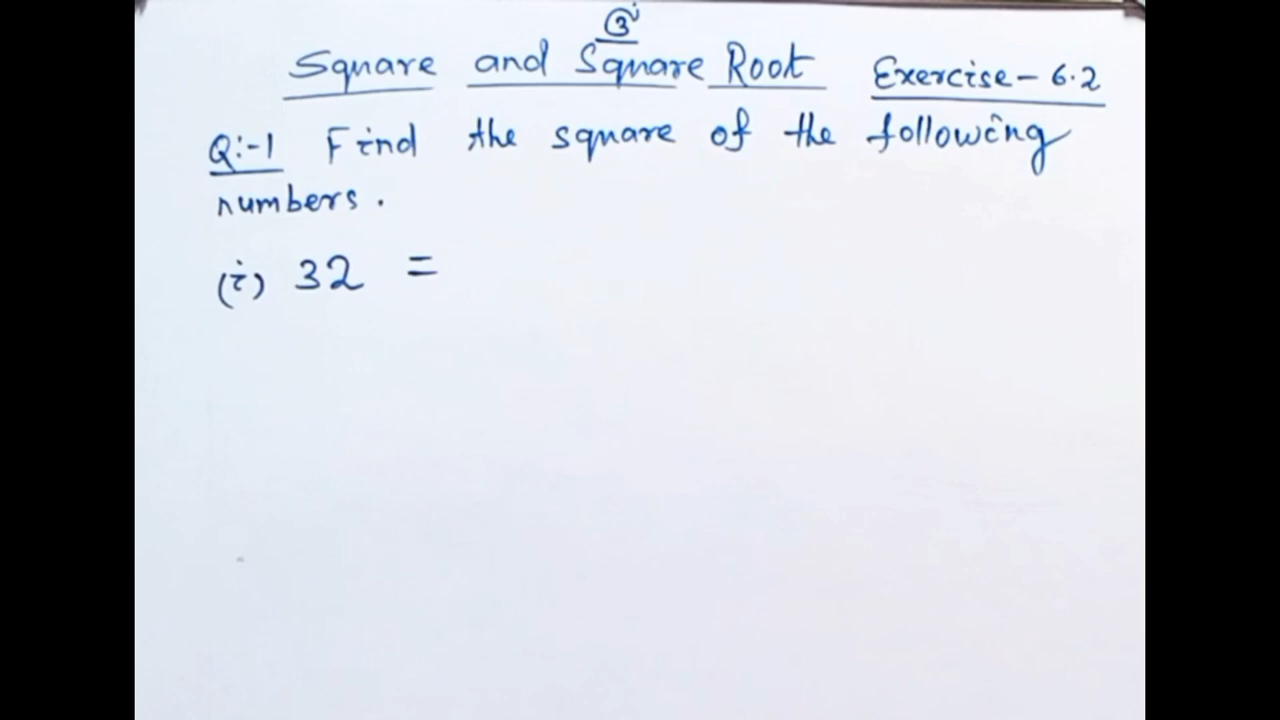 ③
Square and Square Root Exercise - 6.2
Q:-1 Find the square of the following
numbers.
(i) 32 =